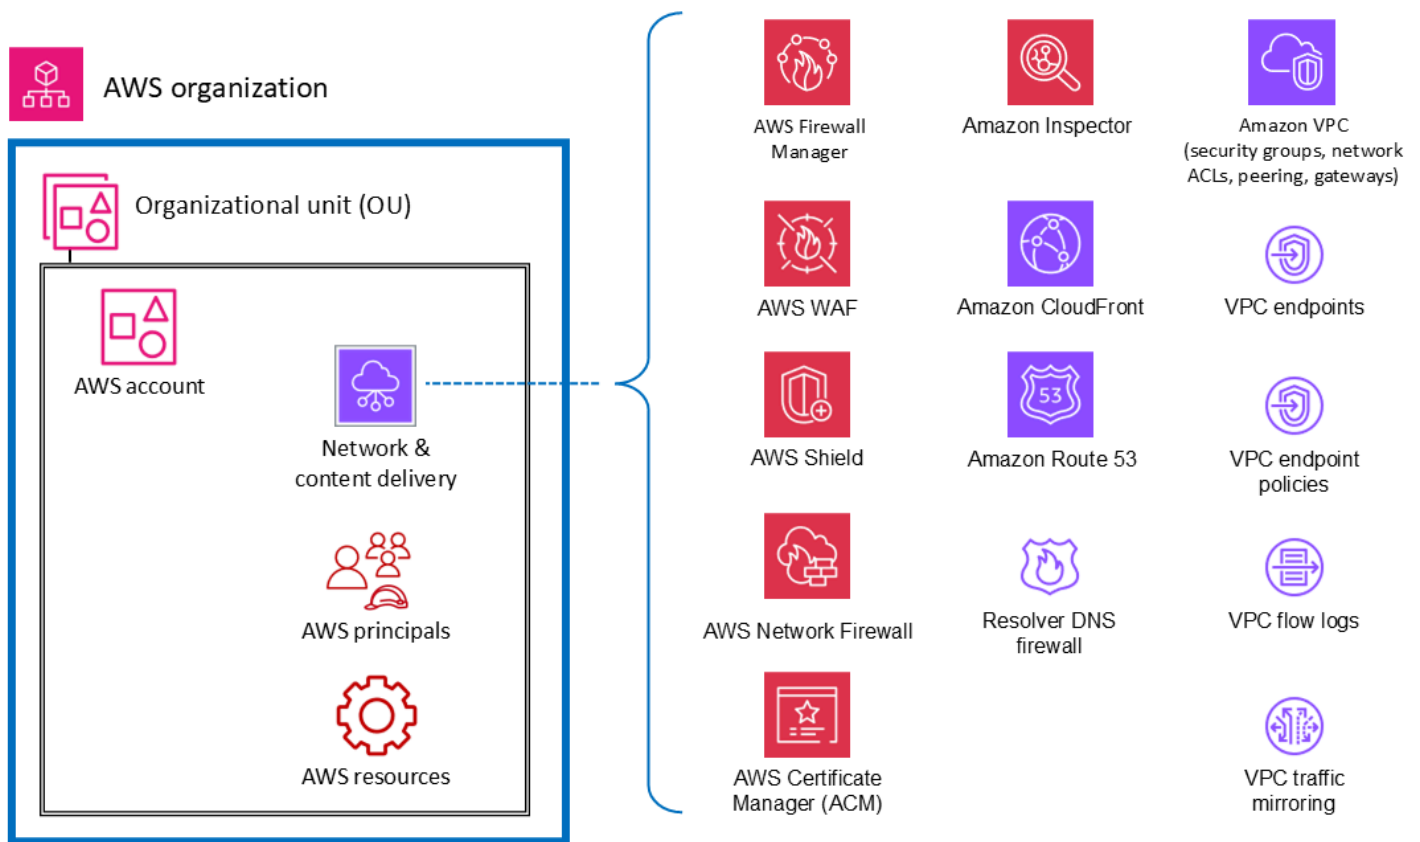 AWS organization
Organizational unit (OU)
AWS account
Network &
content delivery
AWS principals
AWS resources
AWS Firewall
Manager
Amazon Inspector
Amazon VPC
(security groups, network
ACLs, peering, gateways)
AWS WAF
Amazon CloudFront
VPC endpoints
AWS Shield
53
Amazon Route 53
VPC endpoint
policies
AWS Network Firewall
Resolver DNS
firewall
VPC flow logs
AWS Certificate
Manager (ACM)
VPC traffic
mirroring